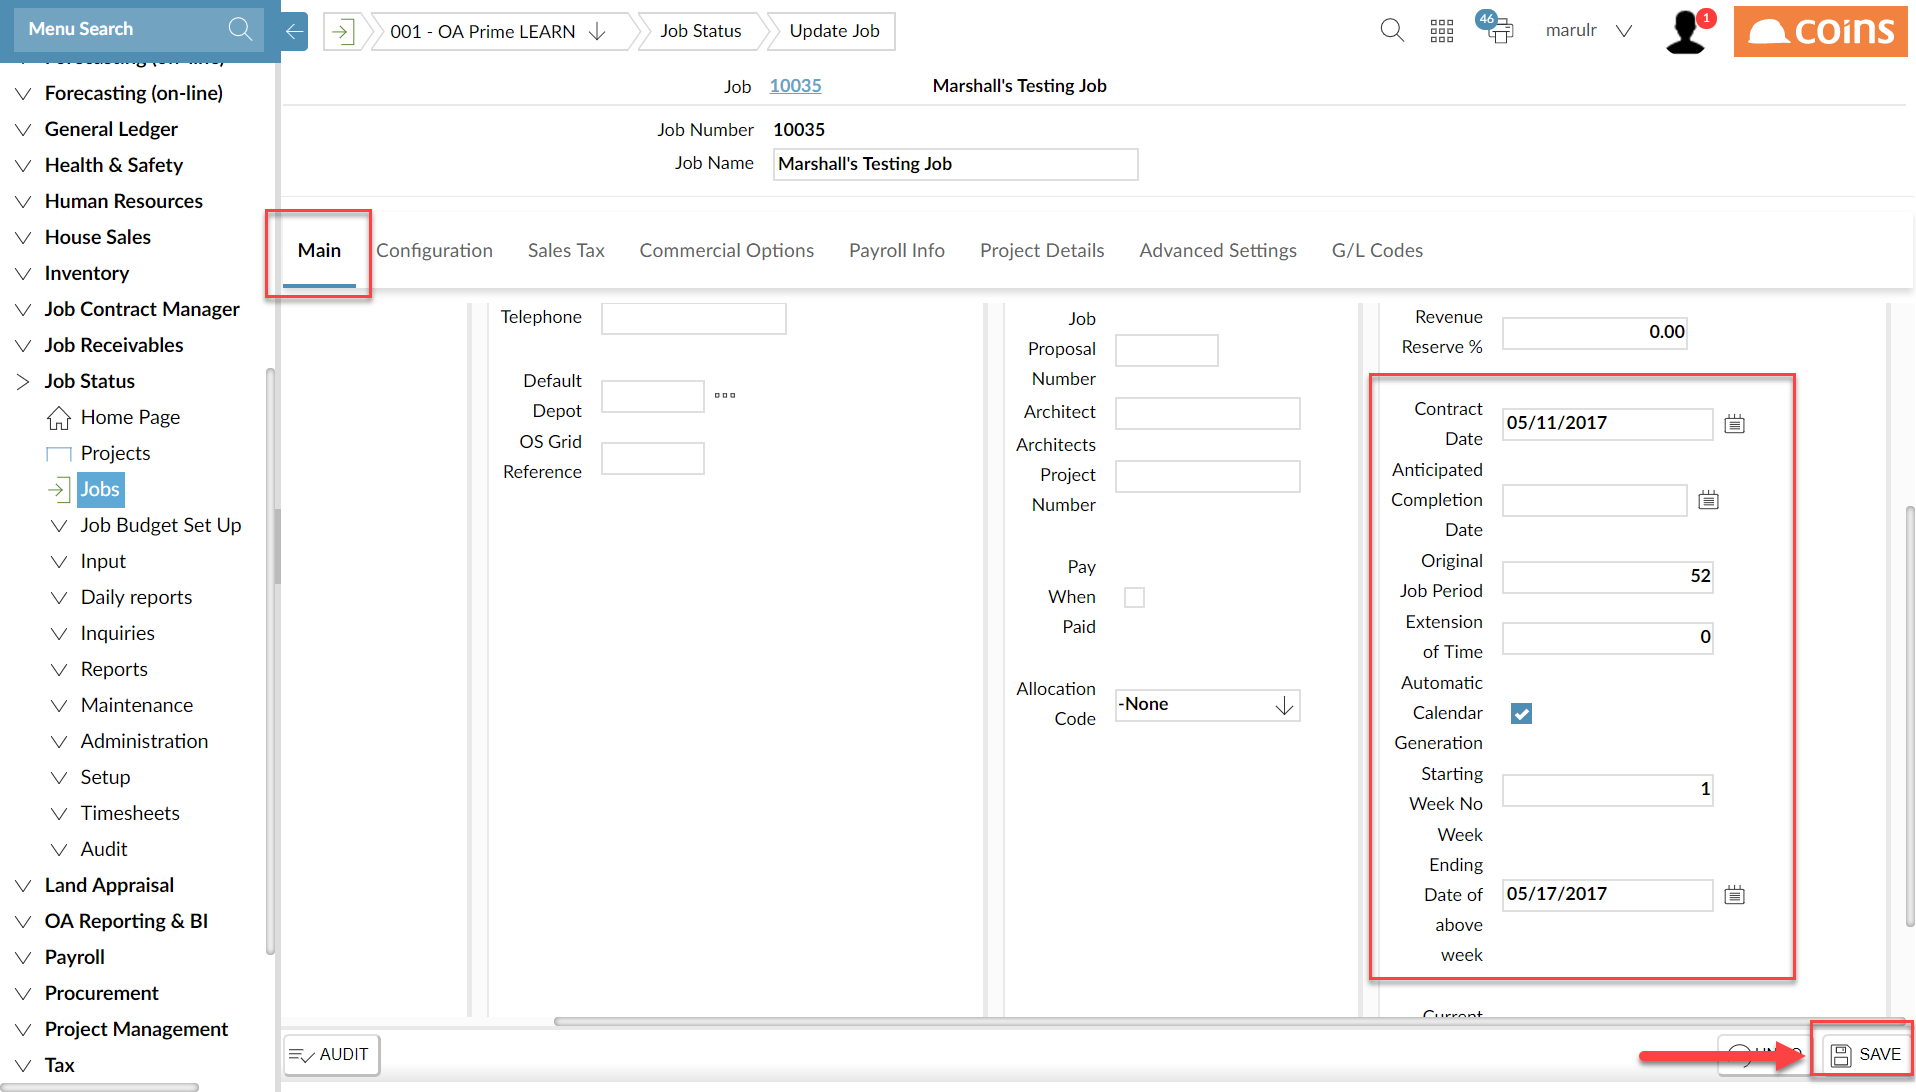 Menu Search
001 - OA Prime LEARN
Job Status
Update Job
46
marulr
1
coins
Forecasting (on-line)
Forecasting (on-line)
General Ledger
Health & Safety
Human Resources
House Sales
Inventory
Job Contract Manager
Job Receivables
Job Status
Home Page
Projects
Jobs
Job Budget Set Up
Input
Daily reports
Inquiries
Reports
Maintenance
Administration
Setup
Timesheets
Audit
Land Appraisal
OA Reporting & BI
Payroll
Procurement
Project Management
Tax
Job 10035 Marshall's Testing Job
Job Number 10035
Job Name Marshall's Testing Job
Main Configuration Sales Tax Commercial Options Payroll Info Project Details Advanced Settings G/L Codes
Telephone
Default
Depot
OS Grid
Reference
Job
Proposal
Number
Architect
Architects
Project
Number
Pay
When
Paid
Allocation
Code
-None
Revenue
Reserve %
0.00
Contract
Date
05/11/2017
Anticipated
Completion
Date
Original
Job Period
52
Extension
of Time
0
Automatic
Calendar
Generation
Starting
Week No
1
Week
Ending
Date of
above
week
05/17/2017
Current
AUDIT
SAVE